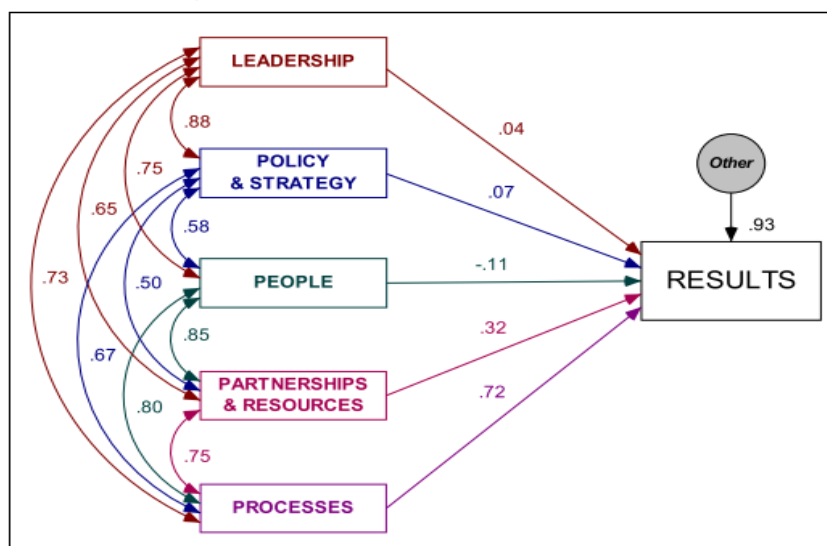 LEADERSHIP
.88
.04
Other
POLICY
& STRATEGY
.75
.07
.93
.65
.58
RESULTS
PEOPLE
-.11
.73
.50
.85
.32
.67
PARTNERSHIPS
& RESOURCES
.72
.80
.75
PROCESSES